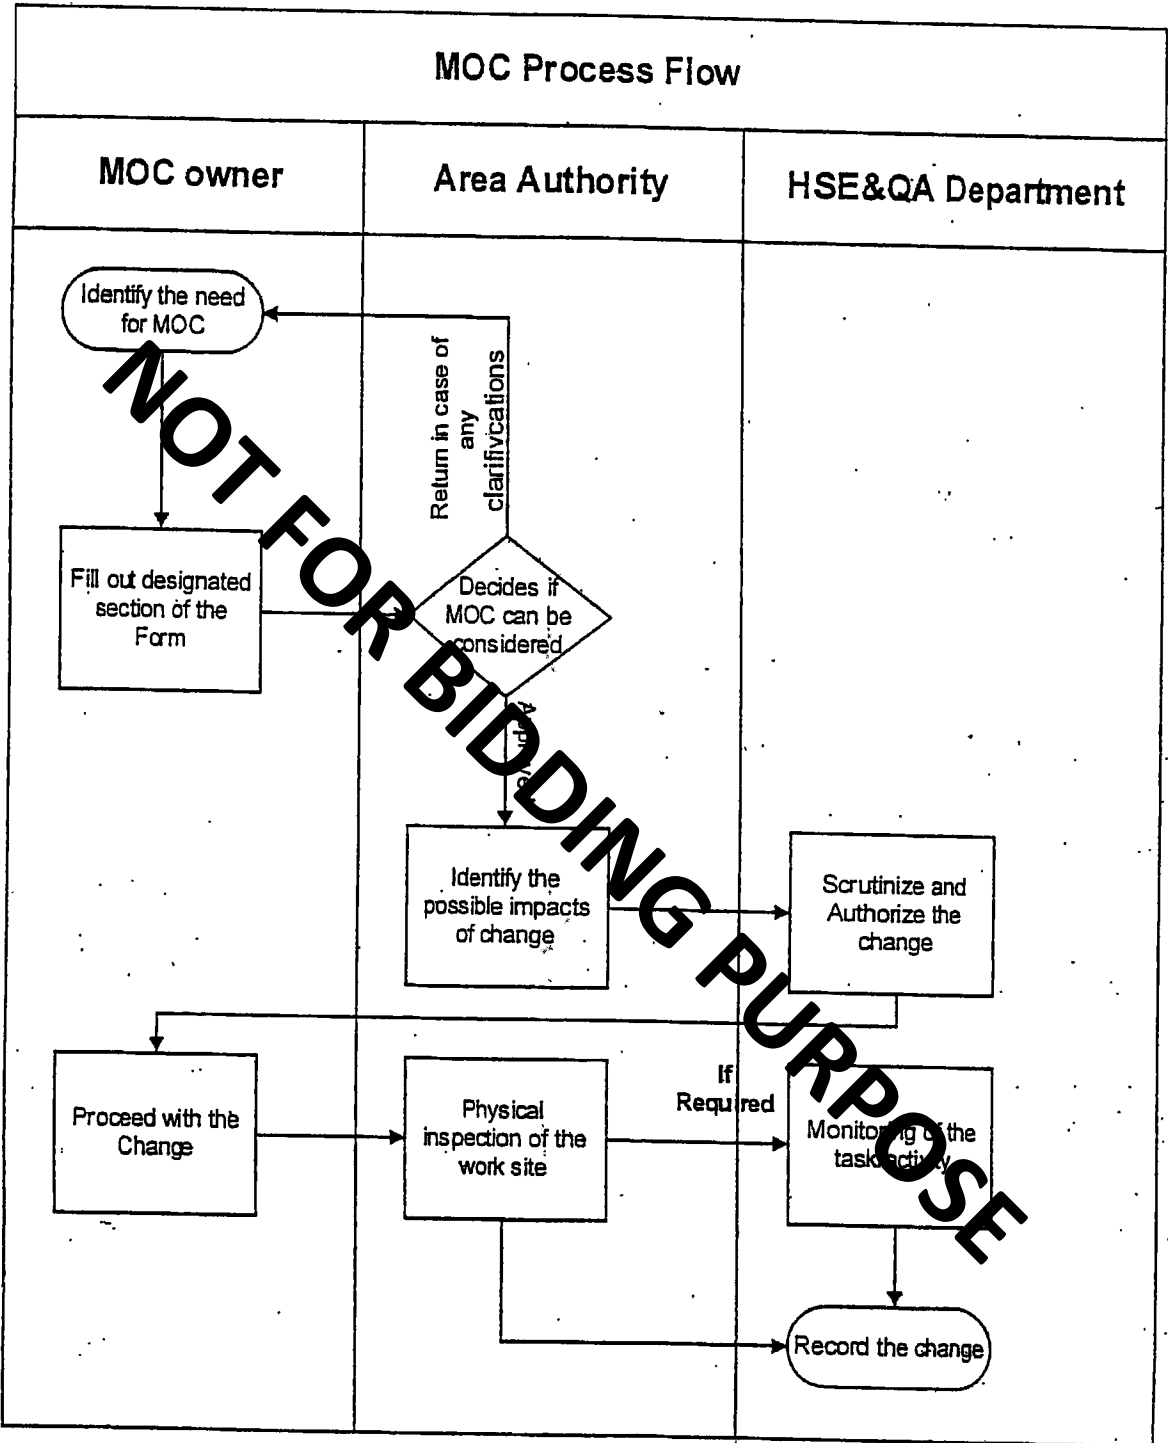 MOC Process Flow
MOC owner
Area Authority
HSE&QA Department
Identify the need
for MOC
Return in case of
any
clarifivcations
Fill out designated
section of the
Form
Decides if
MOC can be
considered
Identify the
possible impacts
of change
Scrutinize and
Authorize the
change
Proceed with the
Change
Physical
inspection of the
work site
If
Required
Monitoring of the
task/activity
Record the change
NOT FOR BIDDING PURPOSE